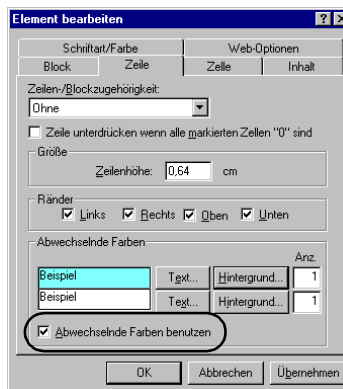 Element bearbeiten
Schriftart/Farbe Web-Optionen
Block Zeile Zelle Inhalt
Zeilen-/Blockzugehörigkeit:
Ohne
Zeile unterdrücken wenn alle markierten Zellen "0" sind
Größe
Zeilenhöhe: 0,64 cm
Ränder
Links Rechts Oben Unten
Abwechselnde Farben
Anz.
Beispiel Text... Hintergrund... 1
Beispiel Text... Hintergrund... 1
Abwechselnde Farben benutzen
OK Abbrechen Übernehmen